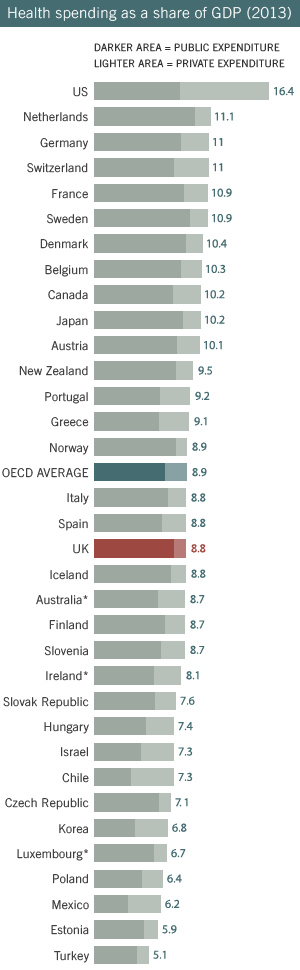 Health spending as a share of GDP (2013)
DARKER AREA = PUBLIC EXPENDITURE
LIGHTER AREA = PRIVATE EXPENDITURE
US 16.4
Netherlands 11.1
Germany 11
Switzerland 11
France 10.9
Sweden 10.9
Denmark 10.4
Belgium 10.3
Canada 10.2
Japan 10.2
Austria 10.1
New Zealand 9.5
Portugal 9.2
Greece 9.1
Norway 8.9
OECD AVERAGE 8.9
Italy 8.8
Spain 8.8
UK 8.8
Iceland 8.8
Australia* 8.7
Finland 8.7
Slovenia 8.7
Ireland* 8.1
Slovak Republic 7.6
Hungary 7.4
Israel 7.3
Chile 7.3
Czech Republic 7.1
Korea 6.8
Luxembourg* 6.7
Poland 6.4
Mexico 6.2
Estonia 5.9
Turkey 5.1